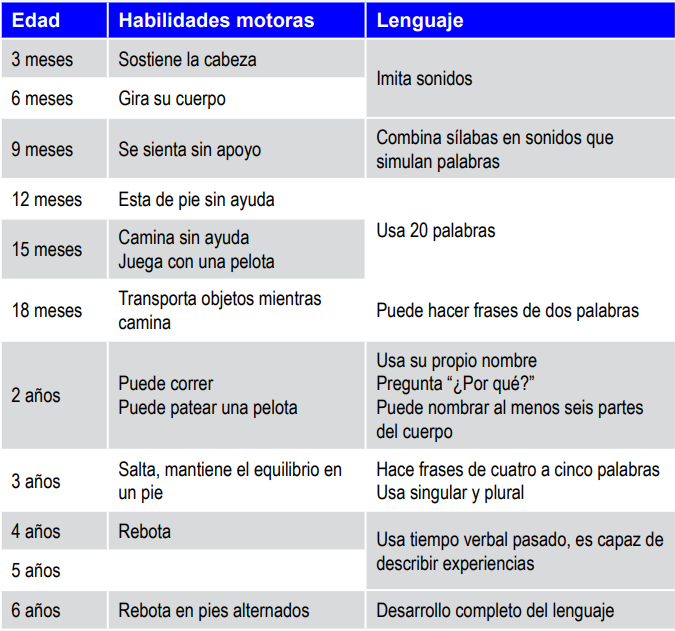 Edad Habilidades motoras Lenguaje
3 meses Sostiene la cabeza
Imita sonidos
6 meses Gira su cuerpo
9 meses Se sienta sin apoyo Combina sílabas en sonidos que
simulan palabras
12 meses Esta de pie sin ayuda
Usa 20 palabras
15 meses Camina sin ayuda
Juega con una pelota
18 meses Transporta objetos mientras
camina Puede hacer frases de dos palabras
2 años Puede correr
Puede patear una pelota
Usa su propio nombre
Pregunta “¿Por qué?”
Puede nombrar al menos seis partes
del cuerpo
3 años Salta, mantiene el equilibrio en
un pie
Hace frases de cuatro a cinco palabras
Usa singular y plural
4 años Rebota
Usa tiempo verbal pasado, es capaz de
describir experiencias
5 años
6 años Rebota en pies alternados Desarrollo completo del lenguaje